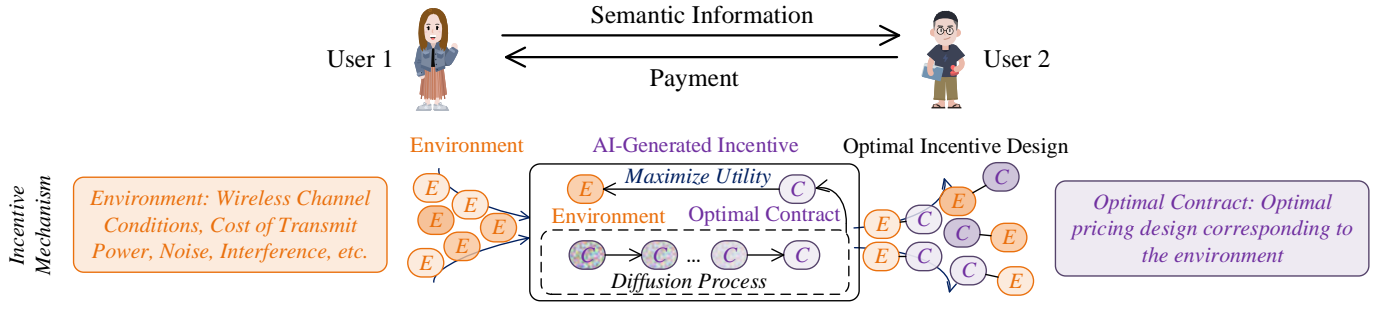 Semantic Information
User 1
User 2
Payment
Incentive
Mechanism
Environment: Wireless Channel
Conditions, Cost of Transmit
Power, Noise, Interference, etc.
Environment
E
E
E
E
E
E
AI-Generated Incentive
E
Maximize Utility
C
Environment
Optimal Contract
C
C
...
C
C
Diffusion Process
Optimal Incentive Design
E
C
E
C
E
C
C
E
C
E
Optimal Contract: Optimal
pricing design corresponding to
the environment